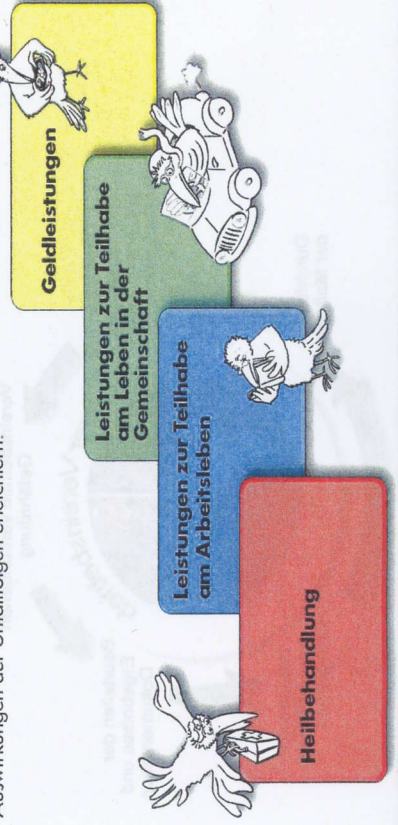 Auswirkungen der Unfallfolgen erleichtern.
Geldleistungen
Leistungen zur Teilhabe
am Leben in der
Gemeinschaft
Leistungen zur Teilhabe
am Arbeitsleben
Heilbehandlung